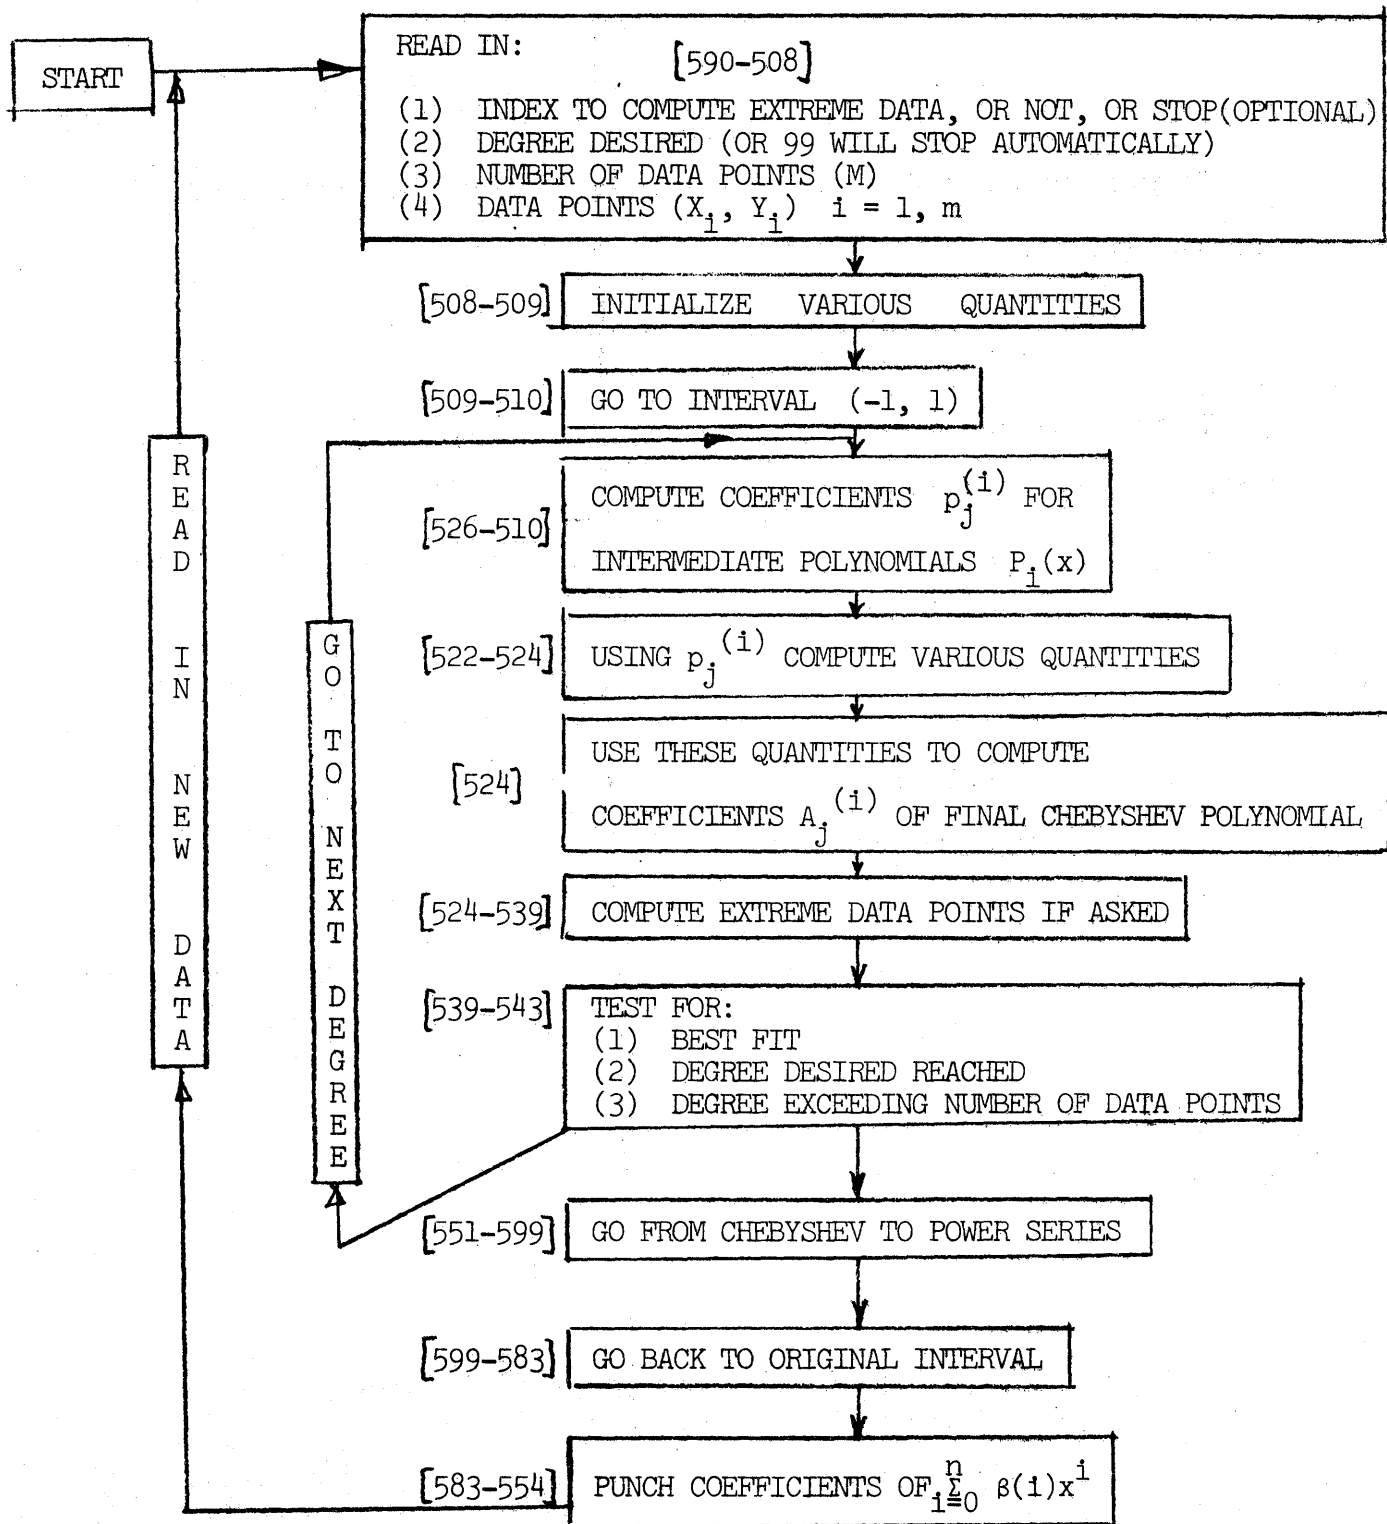 START
READ IN:
[590-508]
(1) INDEX TO COMPUTE EXTREME DATA, OR NOT, OR STOP(OPTIONAL)
(2) DEGREE DESIRED (OR 99 WILL STOP AUTOMATICALLY)
(3) NUMBER OF DATA POINTS (M)
(4) DATA POINTS (X_i, Y_i) i = 1, m
[508-509] INITIALIZE VARIOUS QUANTITIES
[509-510] GO TO INTERVAL (-1, 1)
[526-510]
COMPUTE COEFFICIENTS p_j^(i) FOR
INTERMEDIATE POLYNOMIALS P_i(x)
[522-524] USING p_j^(i) COMPUTE VARIOUS QUANTITIES
[524]
USE THESE QUANTITIES TO COMPUTE
COEFFICIENTS A_j^(i) OF FINAL CHEBYSHEV POLYNOMIAL
[524-539] COMPUTE EXTREME DATA POINTS IF ASKED
[539-543] TEST FOR:
(1) BEST FIT
(2) DEGREE DESIRED REACHED
(3) DEGREE EXCEEDING NUMBER OF DATA POINTS
[551-599] GO FROM CHEBYSHEV TO POWER SERIES
[599-583] GO BACK TO ORIGINAL INTERVAL
[583-554] PUNCH COEFFICIENTS OF Σ_{i=0}^{n} β(i)x^i
GO TO NEXT DEGREE
READ IN NEW DATA